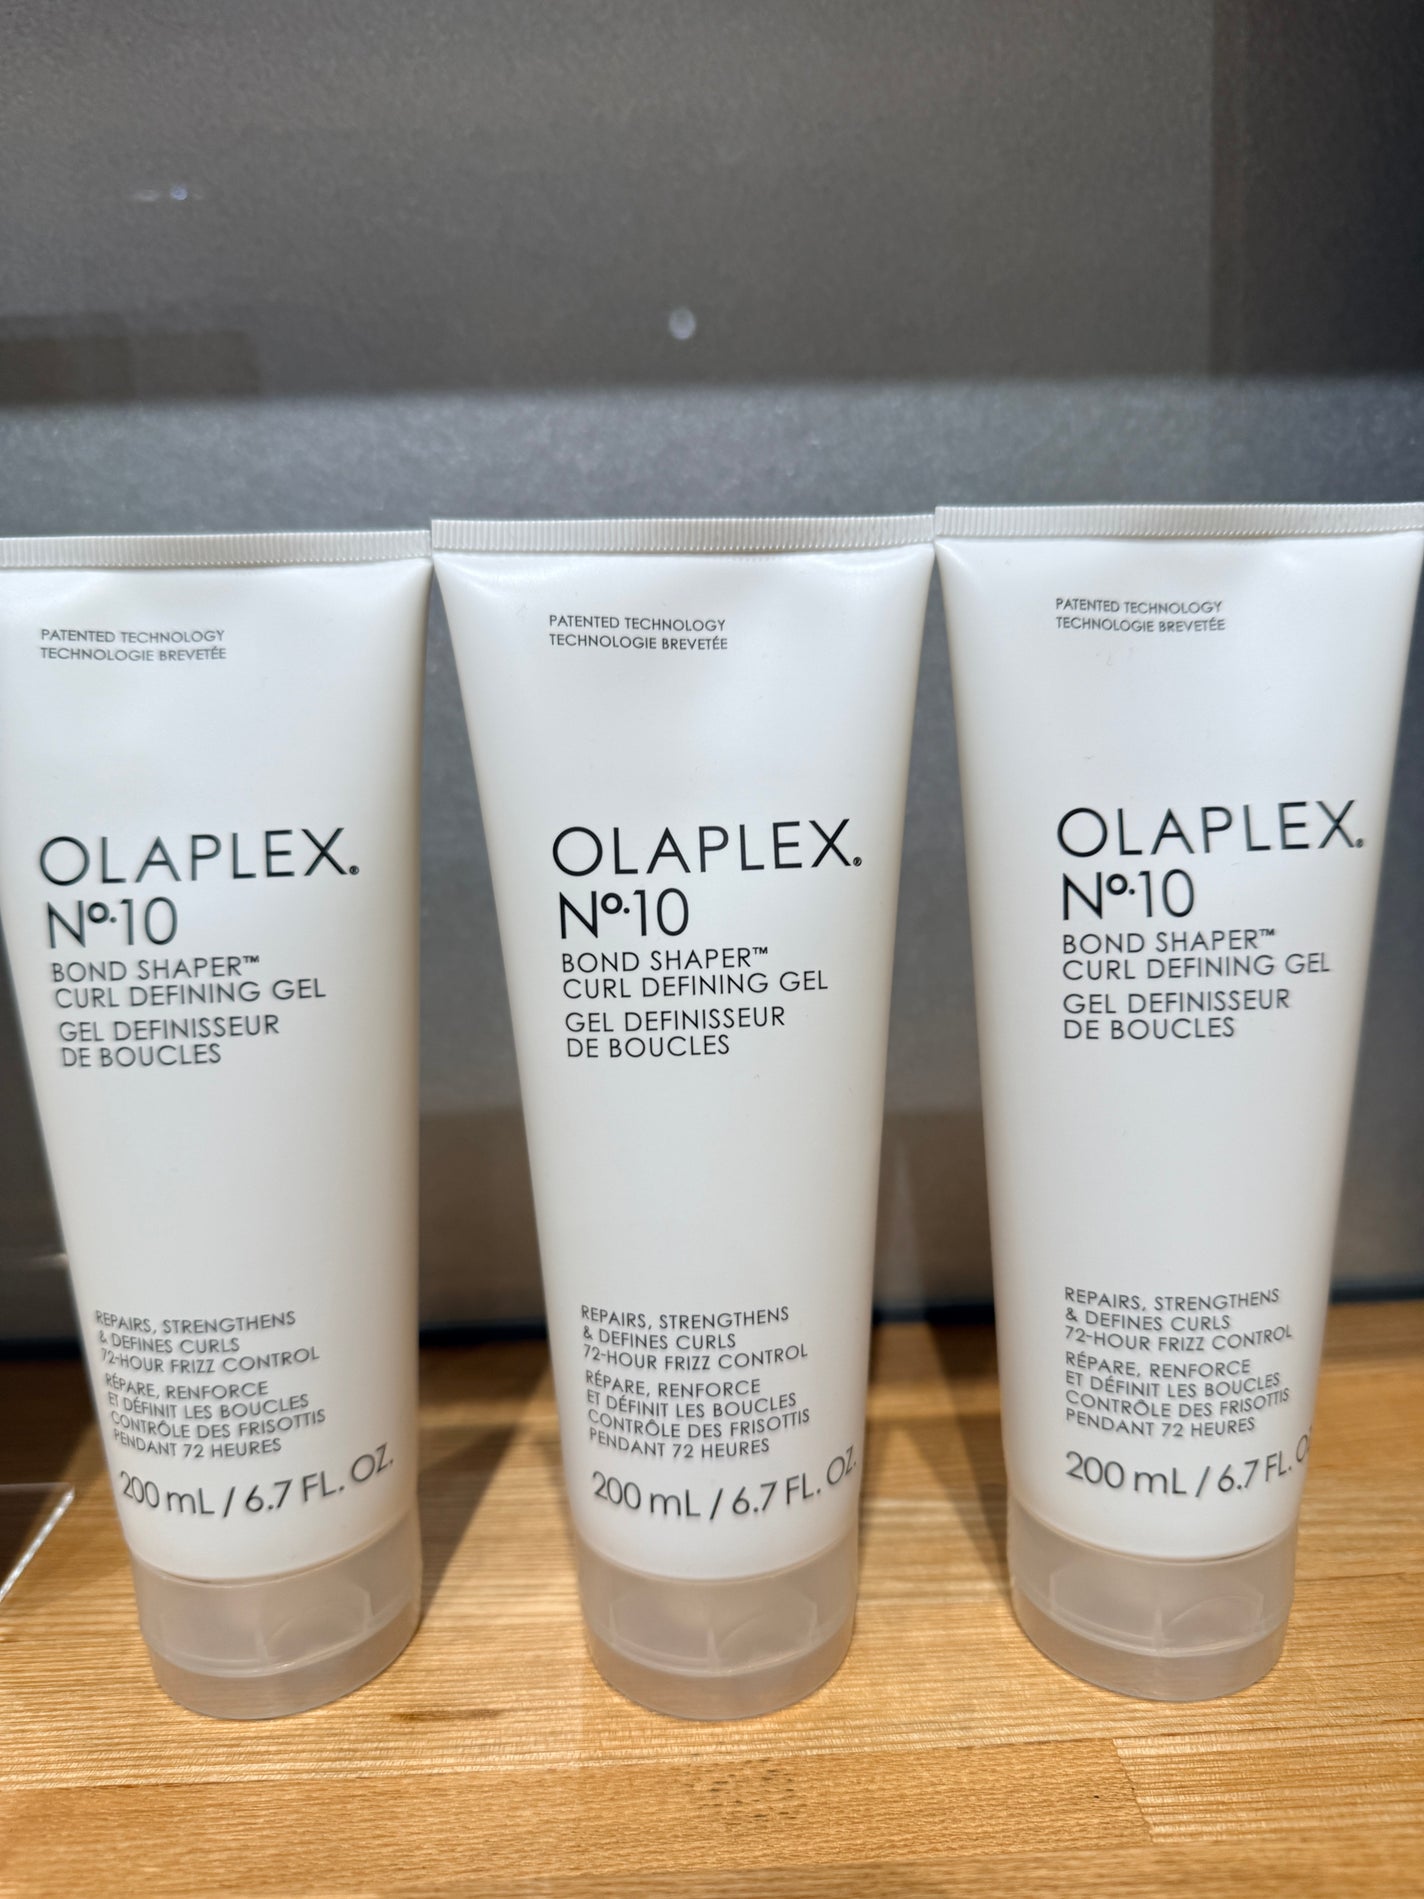 PATENTED TECHNOLOGY
TECHNOLOGIE BREVETÉE
OLAPLEX®
Nº.10
BOND SHAPER™
CURL DEFINING GEL
GEL DEFINISSEUR
DE BOUCLES
REPAIRS, STRENGTHENS
& DEFINES CURLS
72-HOUR FRIZZ CONTROL
RÉPARE, RENFORCE
ET DÉFINIT LES BOUCLES
CONTRÔLE DES FRISOTTIS
PENDANT 72 HEURES
200 mL / 6.7 FL. OZ.
PATENTED TECHNOLOGY
TECHNOLOGIE BREVETÉE
OLAPLEX®
Nº.10
BOND SHAPER™
CURL DEFINING GEL
GEL DEFINISSEUR
DE BOUCLES
REPAIRS, STRENGTHENS
& DEFINES CURLS
72-HOUR FRIZZ CONTROL
RÉPARE, RENFORCE
ET DÉFINIT LES BOUCLES
CONTRÔLE DES FRISOTTIS
PENDANT 72 HEURES
200 mL / 6.7 FL. OZ.
PATENTED TECHNOLOGY
TECHNOLOGIE BREVETÉE
OLAPLEX®
Nº.10
BOND SHAPER™
CURL DEFINING GEL
GEL DEFINISSEUR
DE BOUCLES
REPAIRS, STRENGTHENS
& DEFINES CURLS
72-HOUR FRIZZ CONTROL
RÉPARE, RENFORCE
ET DÉFINIT LES BOUCLES
CONTRÔLE DES FRISOTTIS
PENDANT 72 HEURES
200 mL / 6.7 FL. OZ